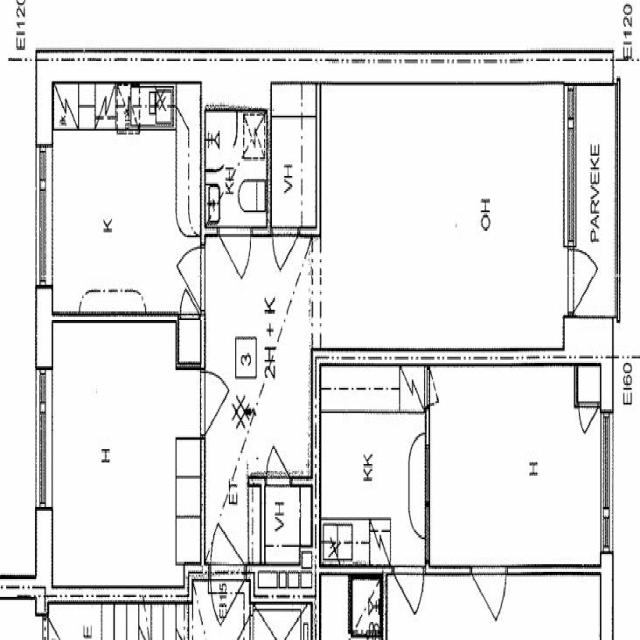 EI120
EI120
K
KH
VH
OH
PARVEKE
3
2H + K
EI60
H
ET
VH
KK
H
EI15
E